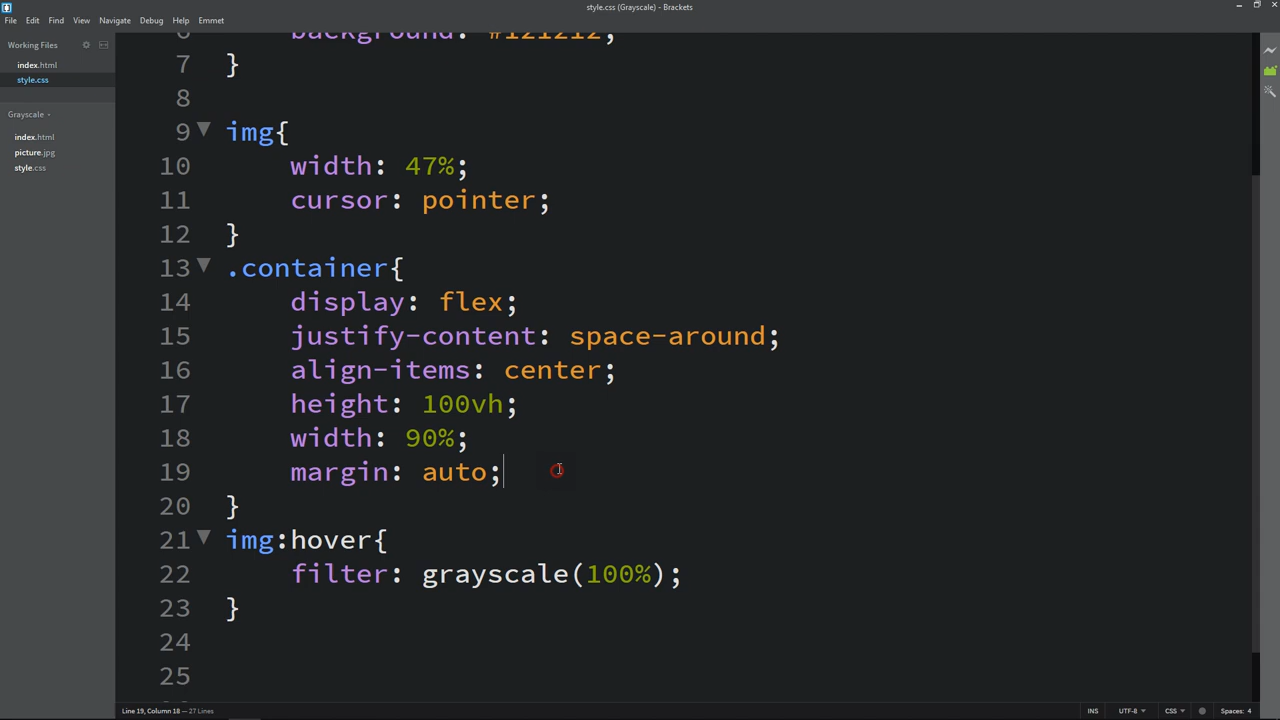 style.css (Grayscale) - Brackets
File Edit Find View Navigate Debug Help Emmet
Working Files
index.html
style.css
Grayscale
index.html
picture.jpg
style.css
6 background: #121212;
7 }
8
9 img{
10 width: 47%;
11 cursor: pointer;
12 }
13 .container{
14 display: flex;
15 justify-content: space-around;
16 align-items: center;
17 height: 100vh;
18 width: 90%;
19 margin: auto;
20 }
21 img:hover{
22 filter: grayscale(100%);
23 }
24
25
Line 19, Column 18 — 27 Lines
INS UTF-8 CSS Spaces: 4